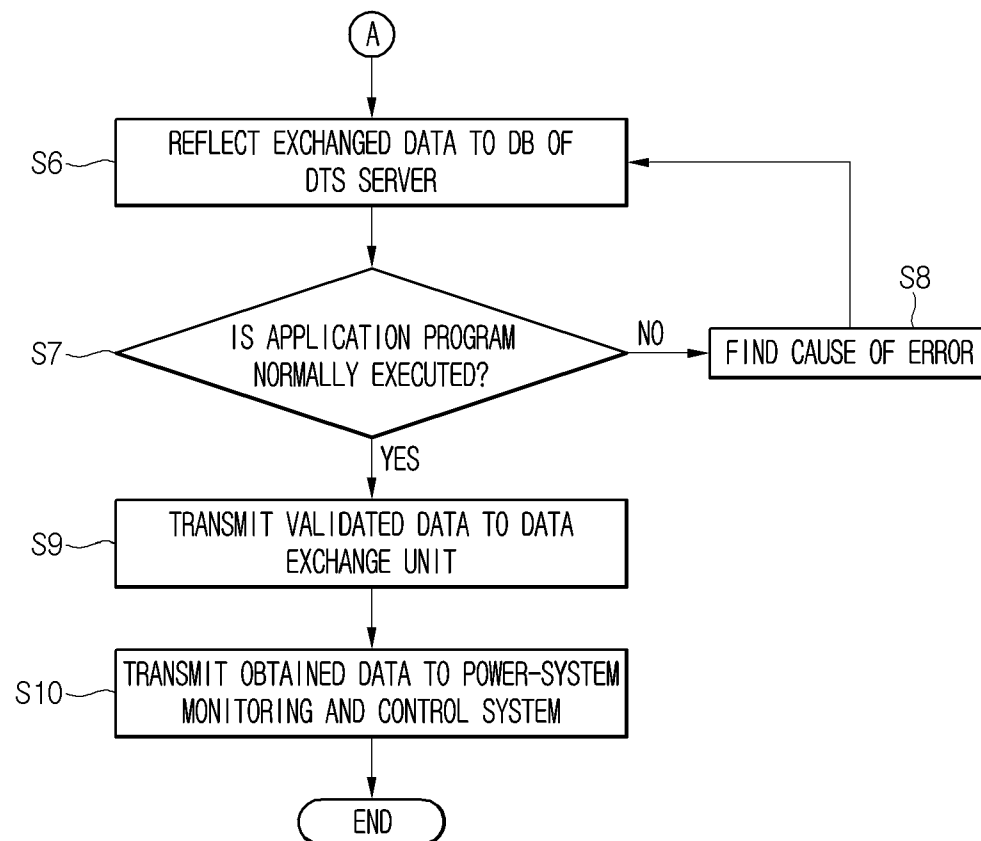 A
S6
REFLECT EXCHANGED DATA TO DB OF
DTS SERVER
S7
IS APPLICATION PROGRAM
NORMALLY EXECUTED?
NO
S8
FIND CAUSE OF ERROR
YES
S9
TRANSMIT VALIDATED DATA TO DATA
EXCHANGE UNIT
S10
TRANSMIT OBTAINED DATA TO POWER-SYSTEM
MONITORING AND CONTROL SYSTEM
END